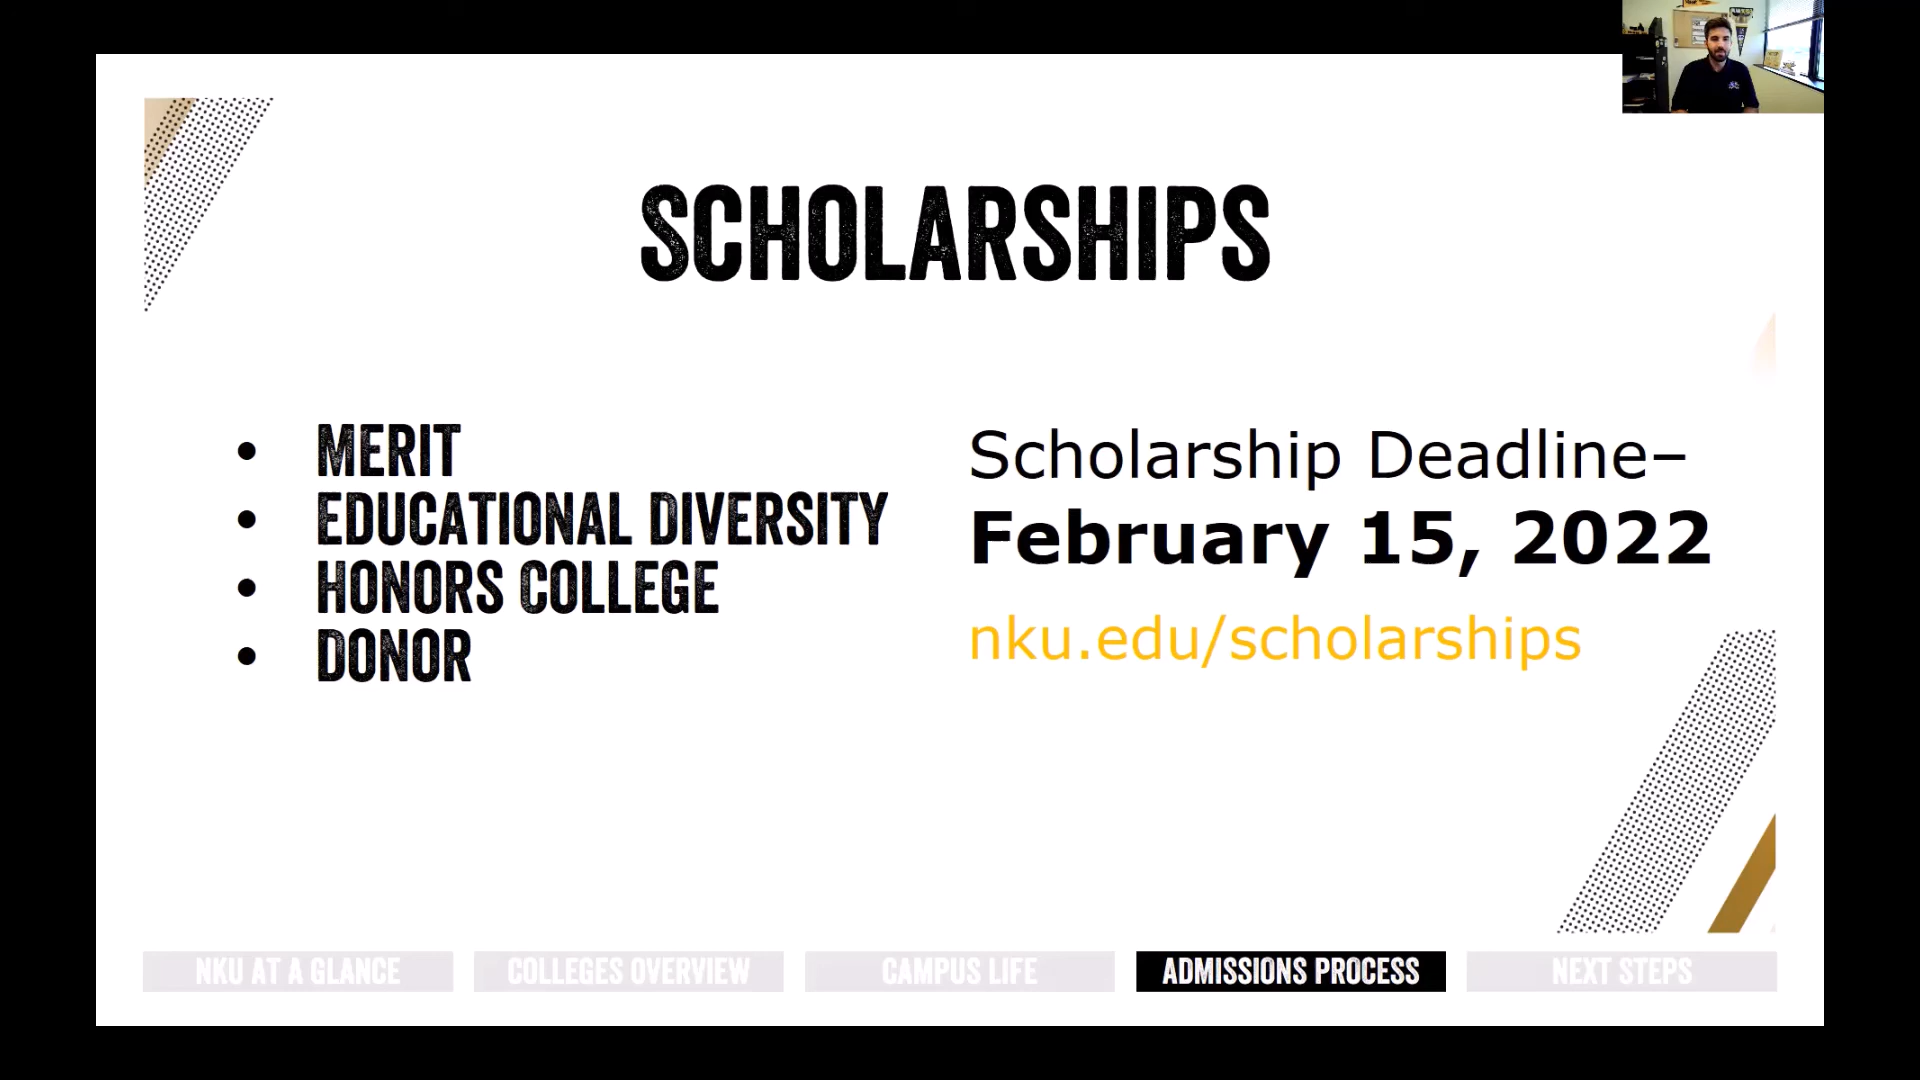 SCHOLARSHIPS
MERIT
EDUCATIONAL DIVERSITY
HONORS COLLEGE
DONOR
Scholarship Deadline–
February 15, 2022
nku.edu/scholarships
NKU AT A GLANCE
COLLEGES OVERVIEW
CAMPUS LIFE
ADMISSIONS PROCESS
NEXT STEPS